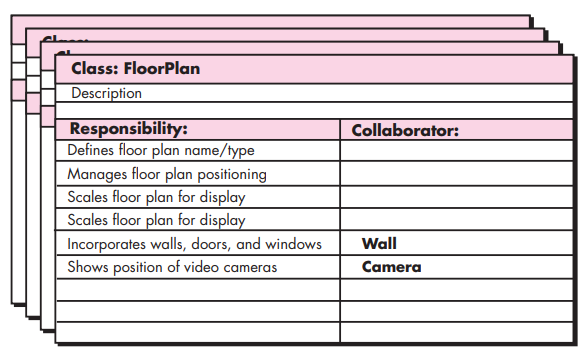 Class: FloorPlan
Description
Responsibility: Collaborator:
Defines floor plan name/type
Manages floor plan positioning
Scales floor plan for display
Scales floor plan for display
Incorporates walls, doors, and windows Wall
Shows position of video cameras Camera